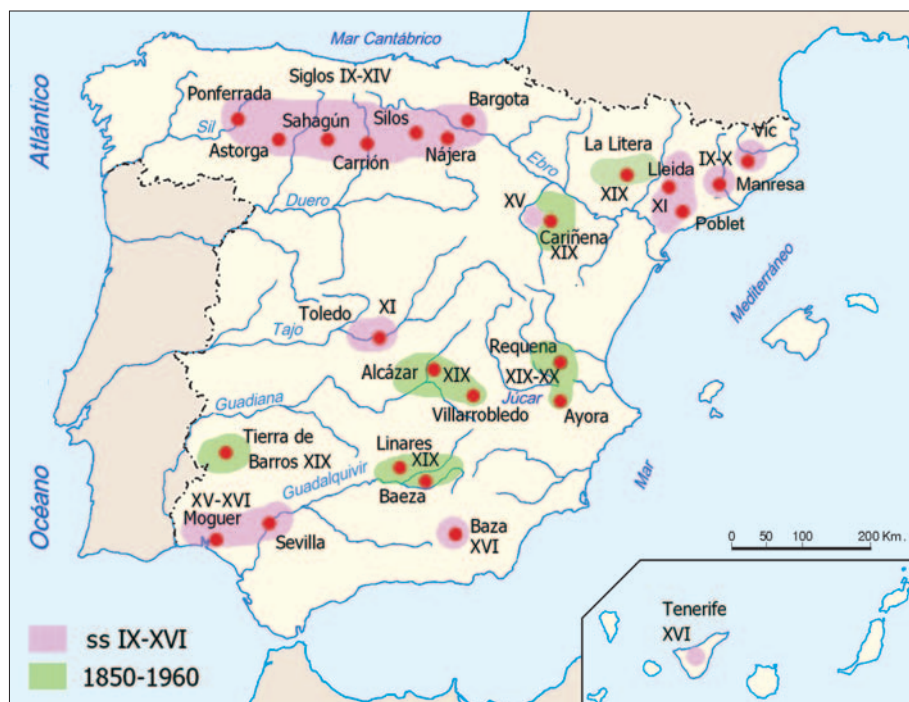 Mar Cantábrico
Atlántico
Siglos IX-XIV
Ponferrada
Bargota
Sahagún
Silos
Sil
Astorga
Carrión
Nájera
Ebro
La Litera
XIX
Lleida
XI
IX-X
Vic
Manresa
Poblet
Duero
XV
Cariñena
XIX
Mediterráneo
Toledo
XI
Tajo
Requena
XIX-XX
Alcázar
XIX
Villarrobledo
Júcar
Ayora
Guadiana
Tierra de
Barros XIX
Linares
XIX
Baeza
Guadalquivir
Mar
Océano
XV-XVI
Moguer
Sevilla
Baza
XVI
0 50 100 200 Km.
Tenerife
XVI
ss IX-XVI
1850-1960